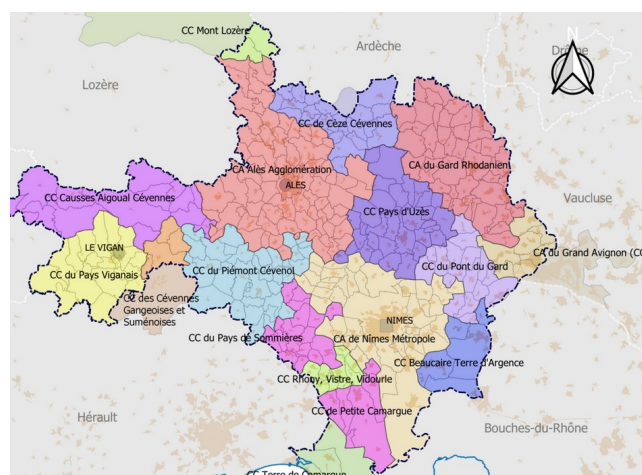 CC Mont Lozère
Ardèche
N
Drôme
Lozère
CC de Cèze Cévennes
CA Alès Agglomération
ALES
CA du Gard Rhodanien
CC Causses Aigoual Cévennes
Vaucluse
CC Pays d'Uzès
LE VIGAN
CA du Grand Avignon (CO
CC du Pays Viganais
CC du Piémont Cévenol
CC du Pont du Gard
CC des Cévennes
Gangeoises et
Suménoises
NIMES
CC du Pays de Sommières
CA de Nîmes Métropole
CC Beaucaire Terre d'Argence
CC Rhôny, Vistre, Vidourle
CC de Petite Camargue
Hérault
Bouches-du-Rhône
CC Terre de Camargue